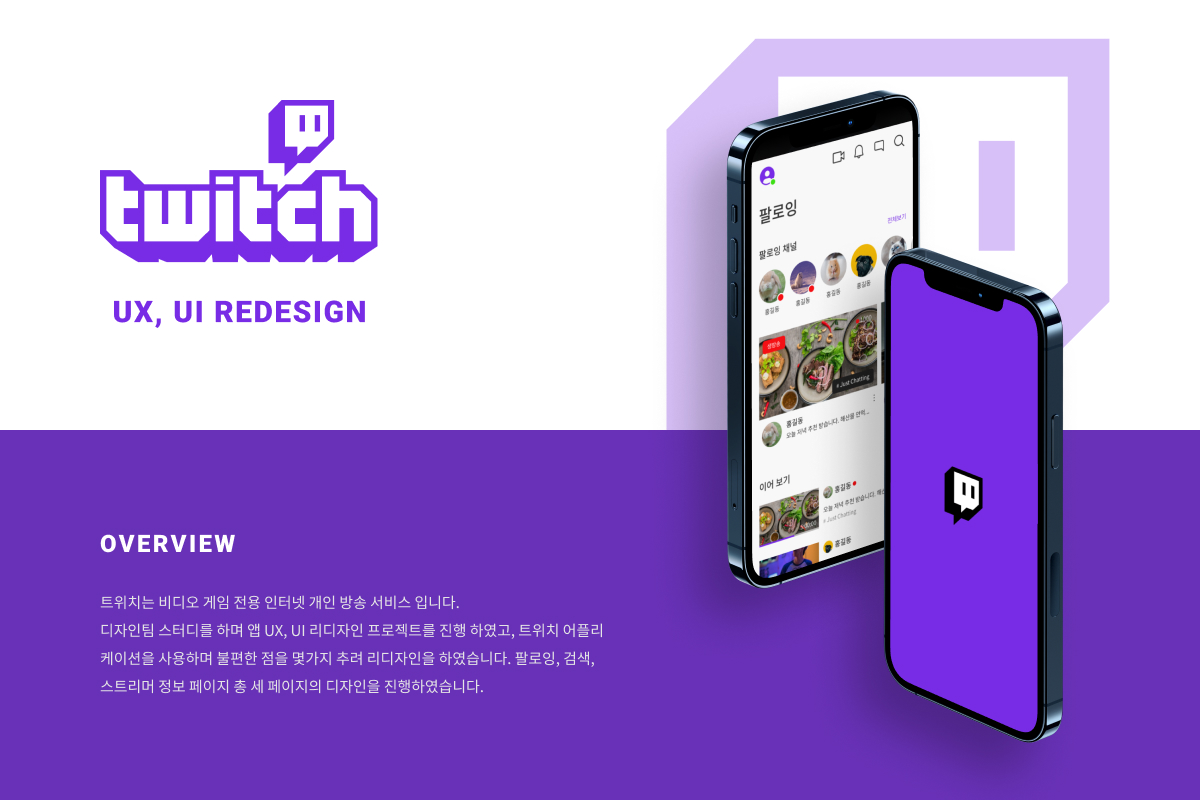 twitch
UX, UI REDESIGN
팔로잉
전체보기
팔로잉 채널
홍길동
홍길동
홍길동
홍길동
생방송
# Just Chatting
홍길동
오늘 저녁 추천 받습니다. 해산물 안먹...
이어 보기
홍길동
오늘 저녁 추천 받습니다.
# Just Chatting
홍길동
OVERVIEW
트위치는 비디오 게임 전용 인터넷 개인 방송 서비스 입니다.
디자인팀 스터디를 하며 앱 UX, UI 리디자인 프로젝트를 진행 하였고, 트위치 어플리
케이션을 사용하며 불편한 점을 몇가지 추려 리디자인을 하였습니다. 팔로잉, 검색,
스트리머 정보 페이지 총 세 페이지의 디자인을 진행하였습니다.